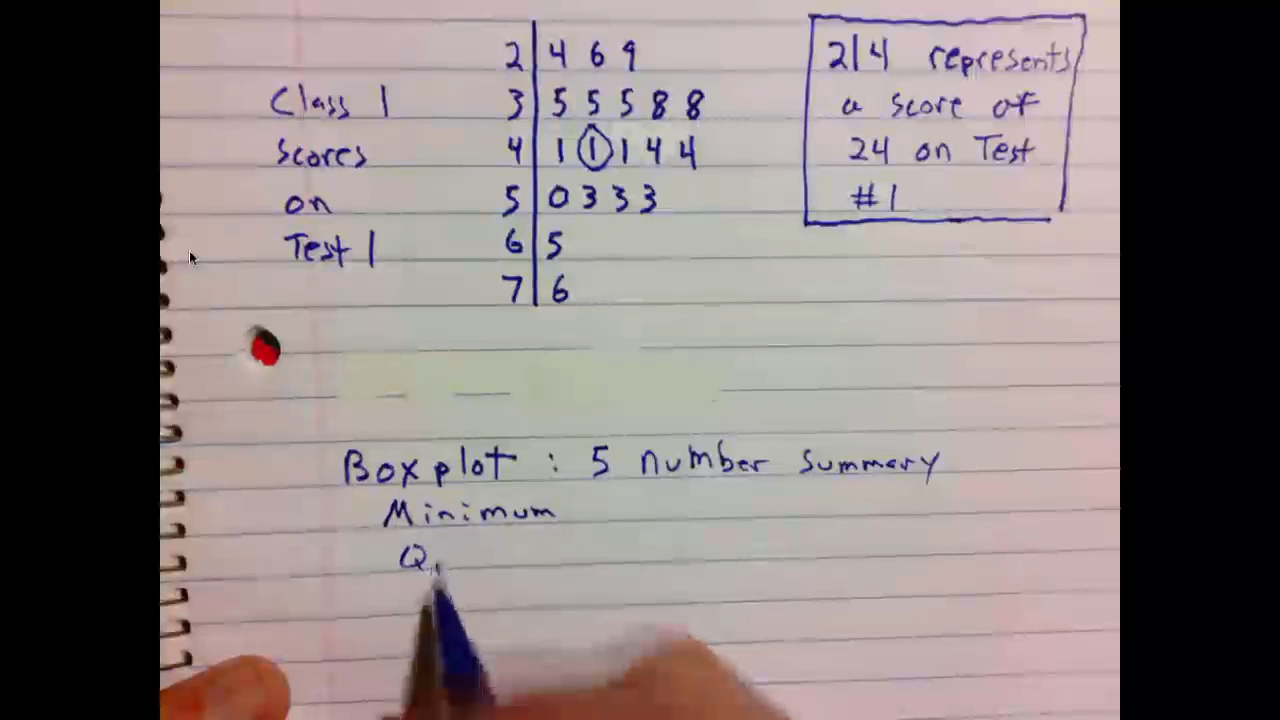 2 | 4 6 9
Class 1 3 | 5 5 5 8 8
scores 4 | 1 1 1 4 4
on 5 | 0 3 3 3
Test 1 6 | 5
7 | 6
2|4 represents
a score of
24 on Test
#1
Boxplot : 5 number summary
Minimum
Q1